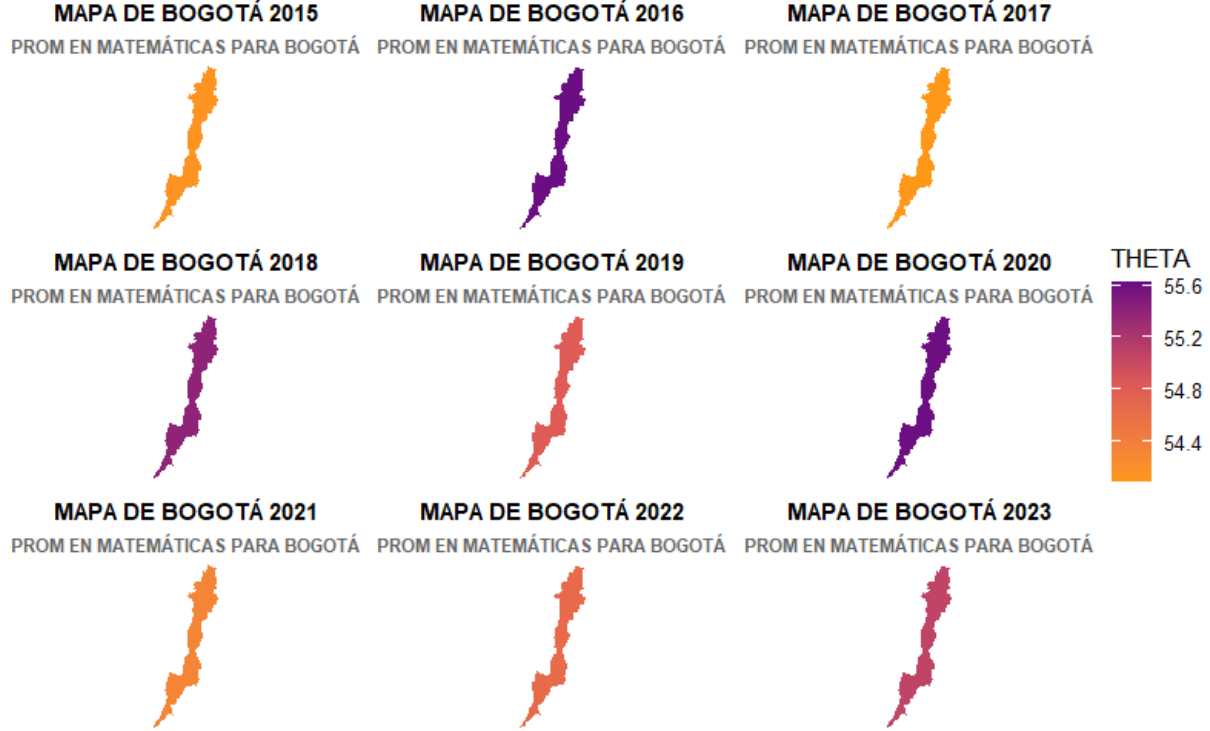 MAPA DE BOGOTÁ 2015
PROM EN MATEMÁTICAS PARA BOGOTÁ
MAPA DE BOGOTÁ 2016
PROM EN MATEMÁTICAS PARA BOGOTÁ
MAPA DE BOGOTÁ 2017
PROM EN MATEMÁTICAS PARA BOGOTÁ
MAPA DE BOGOTÁ 2018
PROM EN MATEMÁTICAS PARA BOGOTÁ
MAPA DE BOGOTÁ 2019
PROM EN MATEMÁTICAS PARA BOGOTÁ
MAPA DE BOGOTÁ 2020
PROM EN MATEMÁTICAS PARA BOGOTÁ
MAPA DE BOGOTÁ 2021
PROM EN MATEMÁTICAS PARA BOGOTÁ
MAPA DE BOGOTÁ 2022
PROM EN MATEMÁTICAS PARA BOGOTÁ
MAPA DE BOGOTÁ 2023
PROM EN MATEMÁTICAS PARA BOGOTÁ
THETA
55.6
55.2
54.8
54.4